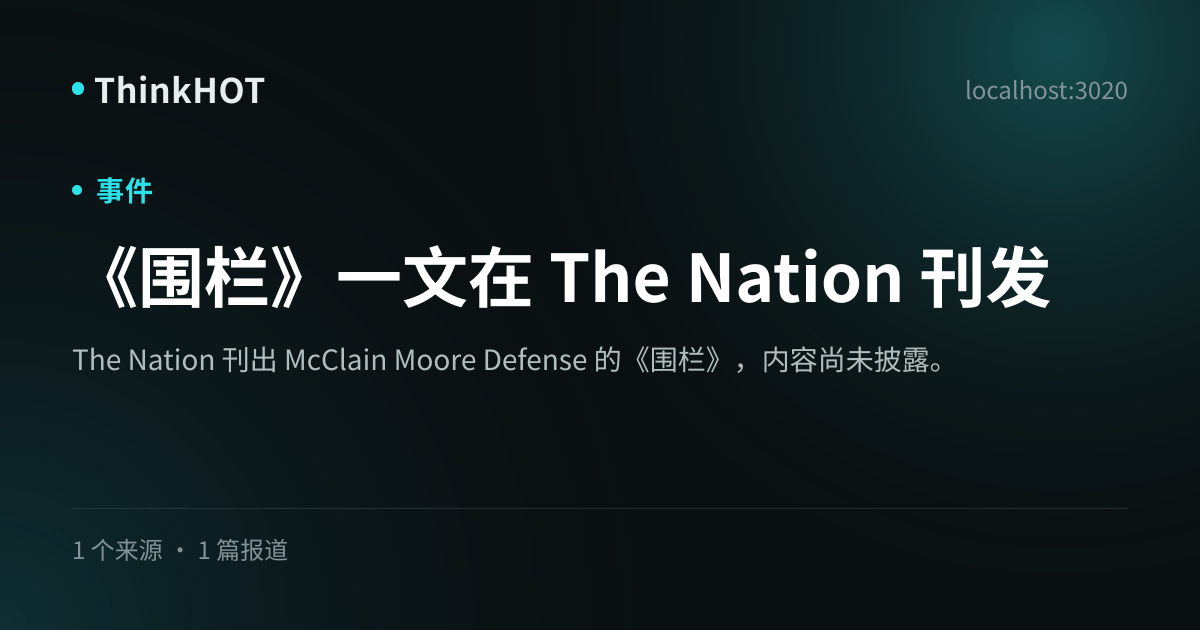 ThinkHOT
localhost:3020
事件
《围栏》一文在 The Nation 刊发
The Nation 刊出 McClain Moore Defense 的《围栏》，内容尚未披露。
1 个来源 · 1 篇报道